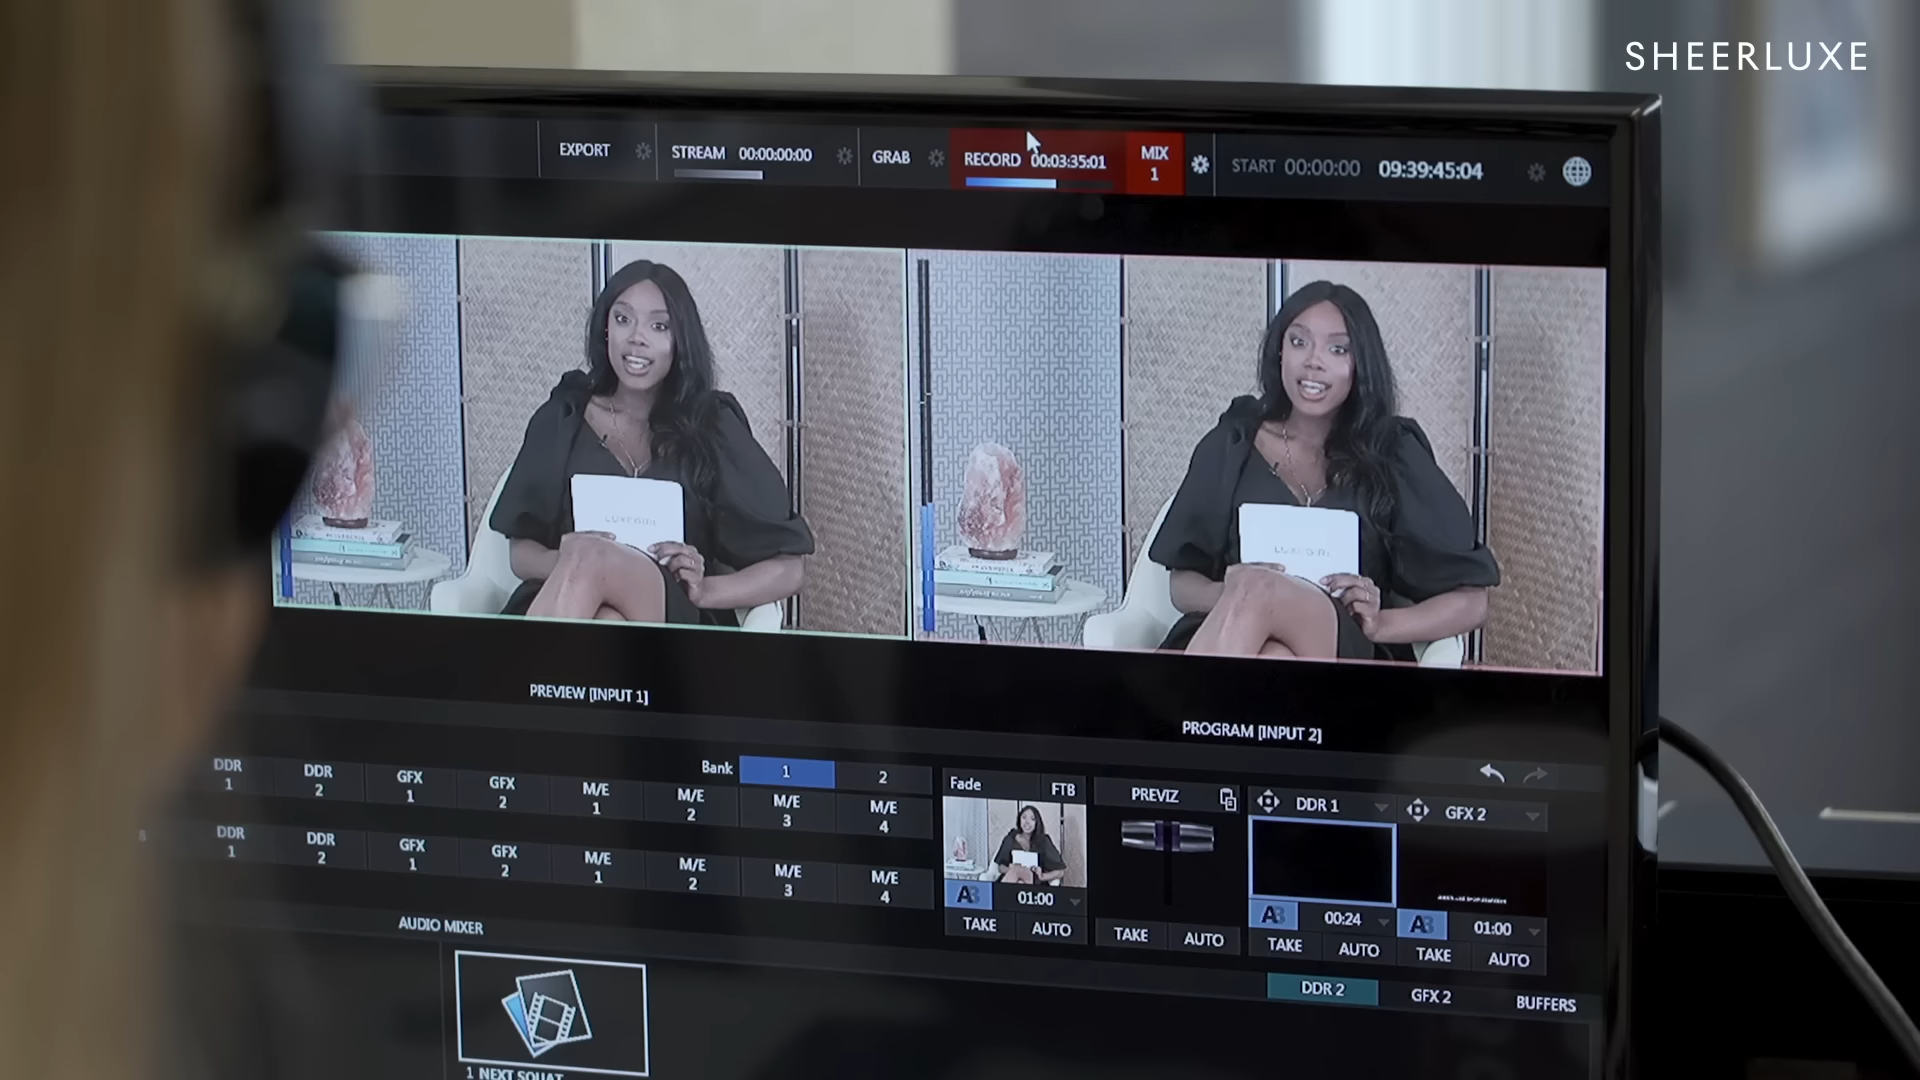 SHEERLUXE
EXPORT
STREAM 00:00:00:00
GRAB
RECORD 00:03:35:01
MIX
1
START 00:00:00
09:39:45:04
LUXEGIRL
LUXEGIRL
PREVIEW [INPUT 1]
PROGRAM [INPUT 2]
Bank 1 2
DDR 1 DDR 2 GFX 1 GFX 2 M/E 1 M/E 2 M/E 3 M/E 4
DDR 1 DDR 2 GFX 1 GFX 2 M/E 1 M/E 2 M/E 3 M/E 4
Fade FTB
01:00
TAKE AUTO
PREVIZ
TAKE AUTO
DDR 1
00:24
TAKE AUTO
GFX 2
01:00
TAKE AUTO
AUDIO MIXER
DDR 2 GFX 2 BUFFERS
1 NEXT SQUAT